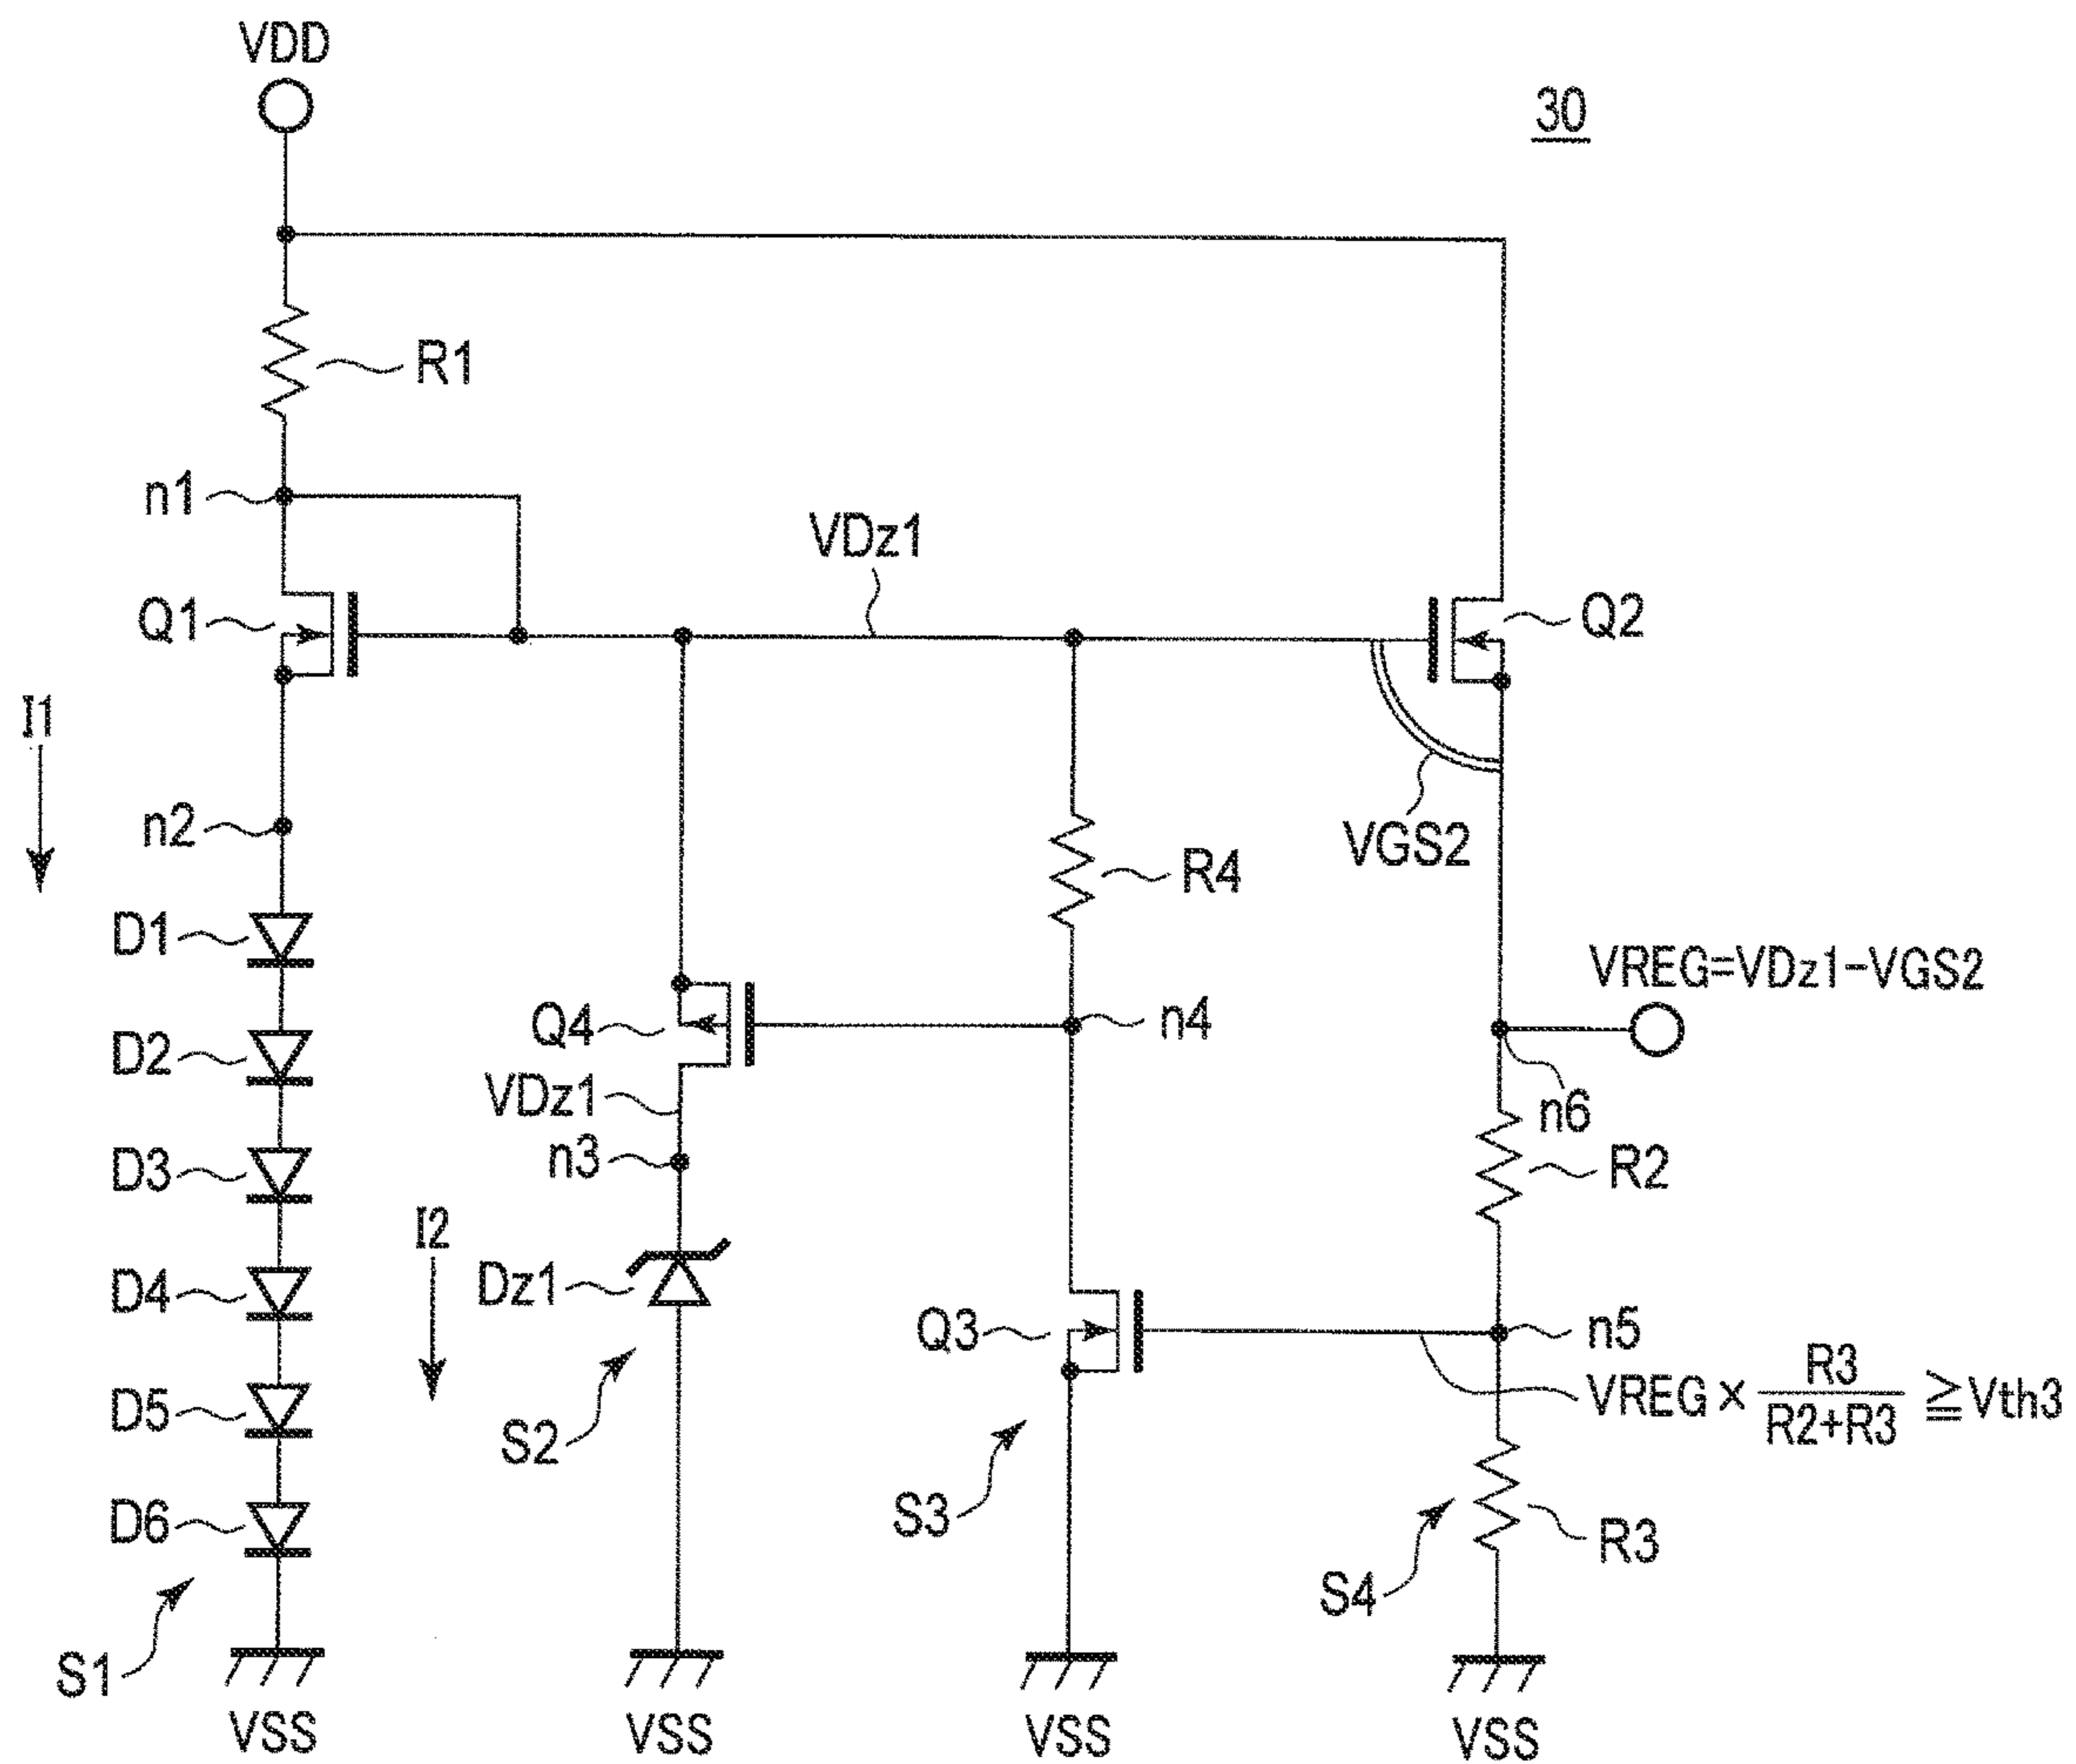 VDD
30
R1
n1
VDz1
Q1
Q2
I1
n2
VGS2
R4
D1
VREG=VDz1-VGS2
Q4
n4
D2
VDz1
n6
n3
R2
D3
I2
D4
Dz1
Q3
n5
VREG× R3
R2+R3 ≧Vth3
D5
S2
S3
D6
R3
S4
S1
VSS
VSS
VSS
VSS